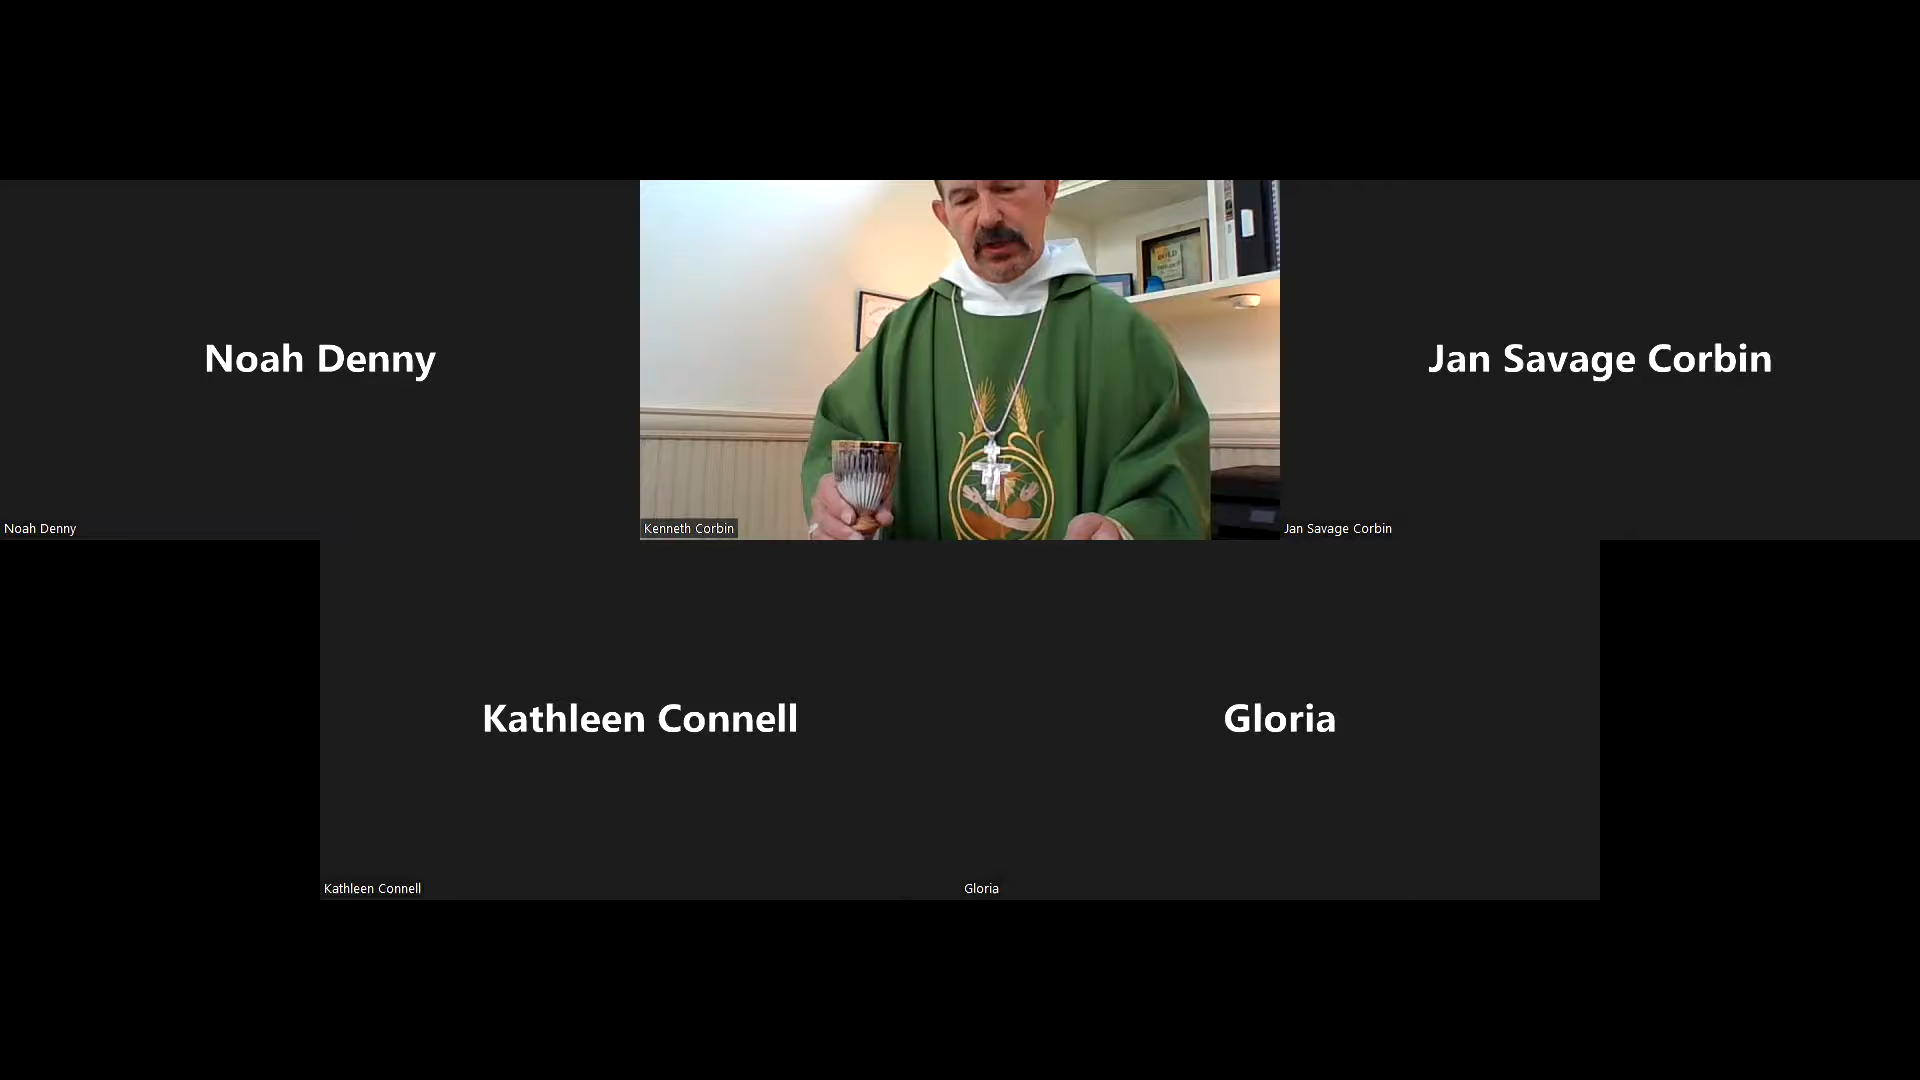 Noah Denny
Jan Savage Corbin
Noah Denny
Kenneth Corbin
Jan Savage Corbin
Kathleen Connell
Gloria
Kathleen Connell
Gloria